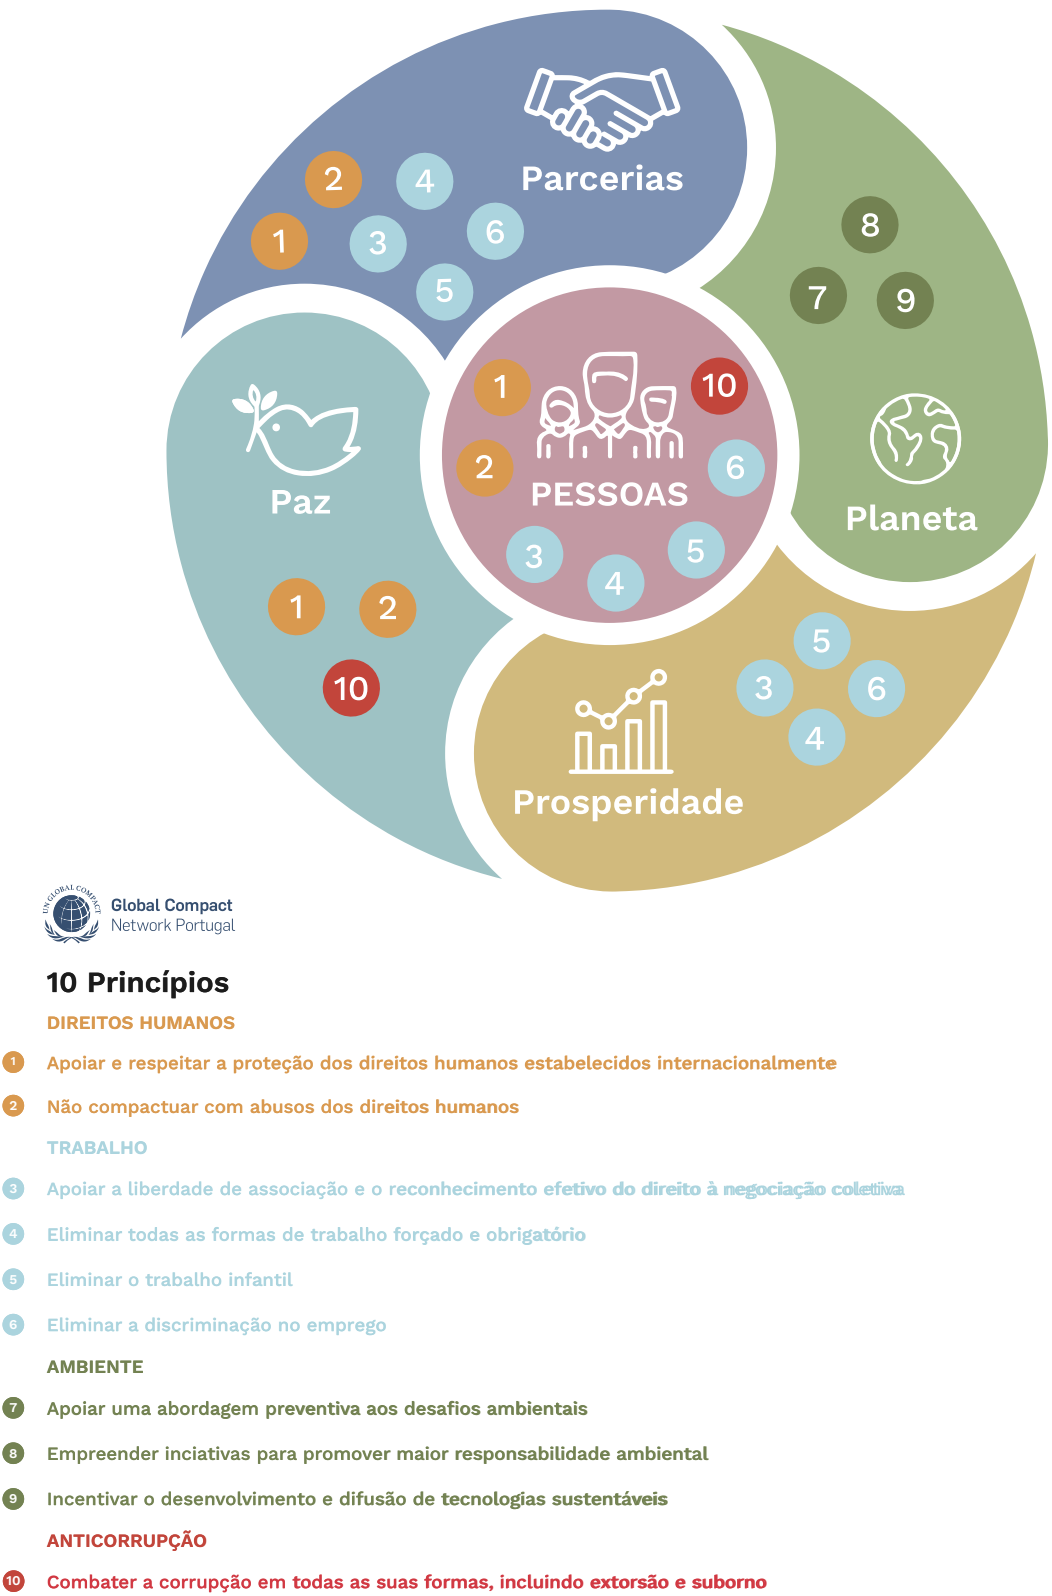 Parcerias
2
4
1
3
6
5
8
7
9
Planeta
Paz
1
2
10
1
10
2
6
PESSOAS
3
4
5
5
3
6
4
Prosperidade
UN GLOBAL COMPACT
Global Compact
Network Portugal
10 Princípios
DIREITOS HUMANOS
1 Apoiar e respeitar a proteção dos direitos humanos estabelecidos internacionalmente
2 Não compactuar com abusos dos direitos humanos
TRABALHO
3 Apoiar a liberdade de associação e o reconhecimento efetivo do direito à negociação coletiva
4 Eliminar todas as formas de trabalho forçado e obrigatório
5 Eliminar o trabalho infantil
6 Eliminar a discriminação no emprego
AMBIENTE
7 Apoiar uma abordagem preventiva aos desafios ambientais
8 Empreender inciativas para promover maior responsabilidade ambiental
9 Incentivar o desenvolvimento e difusão de tecnologias sustentáveis
ANTICORRUPÇÃO
10 Combater a corrupção em todas as suas formas, incluindo extorsão e suborno